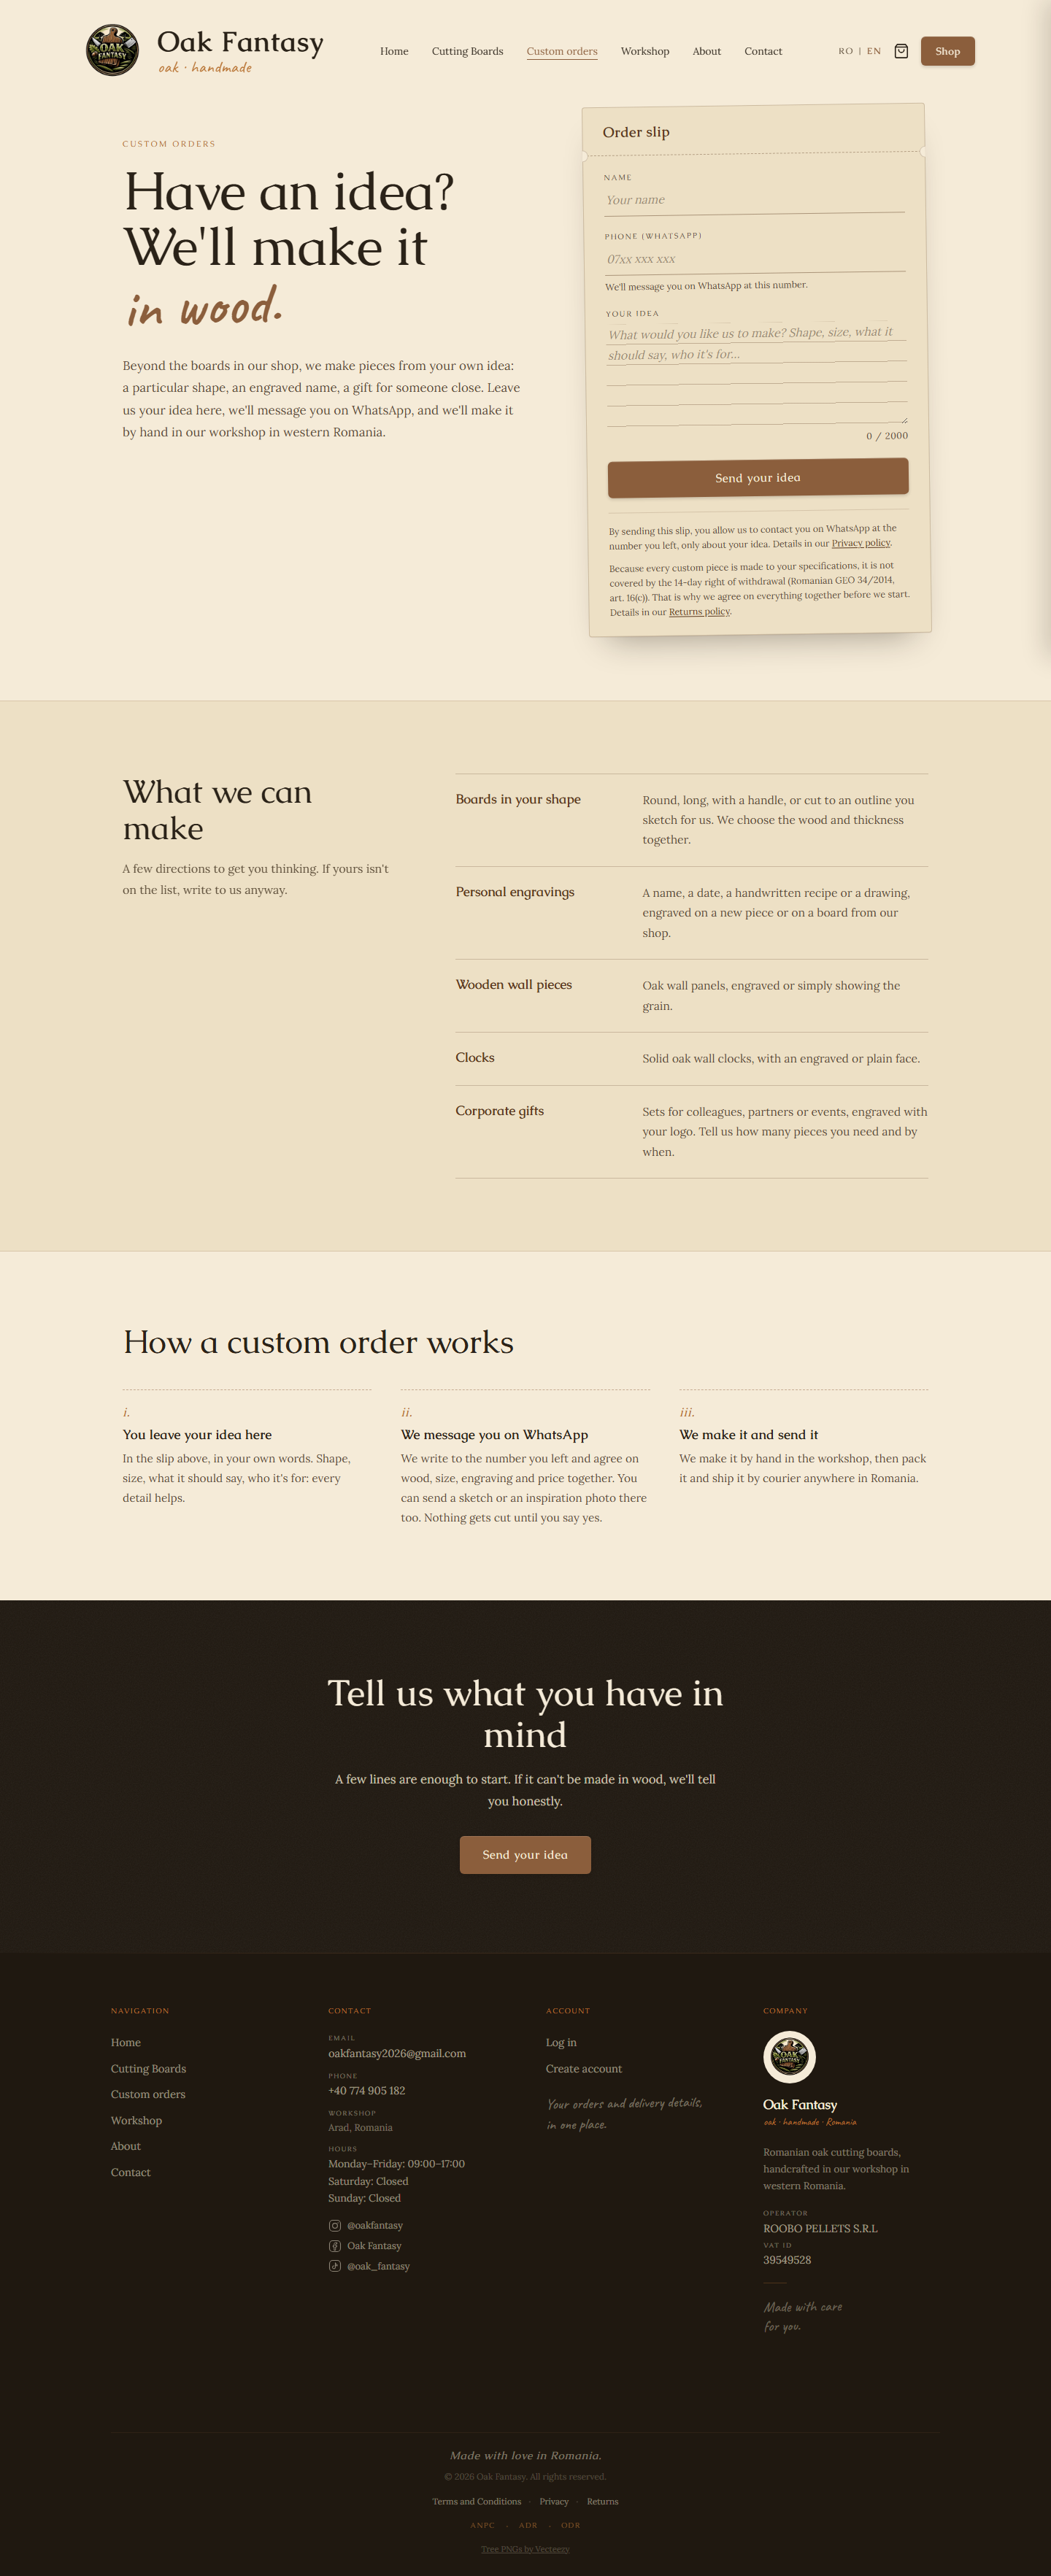 OAK
FANTASY
Oak Fantasy
oak · handmade
Home
Cutting Boards
Custom orders
Workshop
About
Contact
RO | EN
Shop
CUSTOM ORDERS
Have an idea?
We'll make it
in wood.
Beyond the boards in our shop, we make pieces from your own idea:
a particular shape, an engraved name, a gift for someone close. Leave
us your idea here, we'll message you on WhatsApp, and we'll make it
by hand in our workshop in western Romania.
Order slip
NAME
Your name
PHONE (WHATSAPP)
07xx xxx xxx
We'll message you on WhatsApp at this number.
YOUR IDEA
What would you like us to make? Shape, size, what it
should say, who it's for...
0 / 2000
Send your idea
By sending this slip, you allow us to contact you on WhatsApp at the
number you left, only about your idea. Details in our Privacy policy.
Because every custom piece is made to your specifications, it is not
covered by the 14-day right of withdrawal (Romanian GEO 34/2014,
art. 16(c)). That is why we agree on everything together before we start.
Details in our Returns policy.
What we can
make
A few directions to get you thinking. If yours isn't
on the list, write to us anyway.
Boards in your shape
Round, long, with a handle, or cut to an outline you
sketch for us. We choose the wood and thickness
together.
Personal engravings
A name, a date, a handwritten recipe or a drawing,
engraved on a new piece or on a board from our
shop.
Wooden wall pieces
Oak wall panels, engraved or simply showing the
grain.
Clocks
Solid oak wall clocks, with an engraved or plain face.
Corporate gifts
Sets for colleagues, partners or events, engraved with
your logo. Tell us how many pieces you need and by
when.
How a custom order works
i.
You leave your idea here
In the slip above, in your own words. Shape,
size, what it should say, who it's for: every
detail helps.
ii.
We message you on WhatsApp
We write to the number you left and agree on
wood, size, engraving and price together. You
can send a sketch or an inspiration photo there
too. Nothing gets cut until you say yes.
iii.
We make it and send it
We make it by hand in the workshop, then pack
it and ship it by courier anywhere in Romania.
Tell us what you have in
mind
A few lines are enough to start. If it can't be made in wood, we'll tell
you honestly.
Send your idea
NAVIGATION
Home
Cutting Boards
Custom orders
Workshop
About
Contact
CONTACT
EMAIL
oakfantasy2026@gmail.com
PHONE
+40 774 905 182
WORKSHOP
Arad, Romania
HOURS
Monday–Friday: 09:00–17:00
Saturday: Closed
Sunday: Closed
@oakfantasy
Oak Fantasy
@oak_fantasy
ACCOUNT
Log in
Create account
Your orders and delivery details,
in one place.
COMPANY
OAK
FANTASY
Oak Fantasy
oak · handmade · Romania
Romanian oak cutting boards,
handcrafted in our workshop in
western Romania.
OPERATOR
ROOBO PELLETS S.R.L
VAT ID
39549528
Made with care
for you.
Made with love in Romania.
© 2026 Oak Fantasy. All rights reserved.
Terms and Conditions · Privacy · Returns
ANPC · ADR · ODR
Tree PNGs by Vecteezy